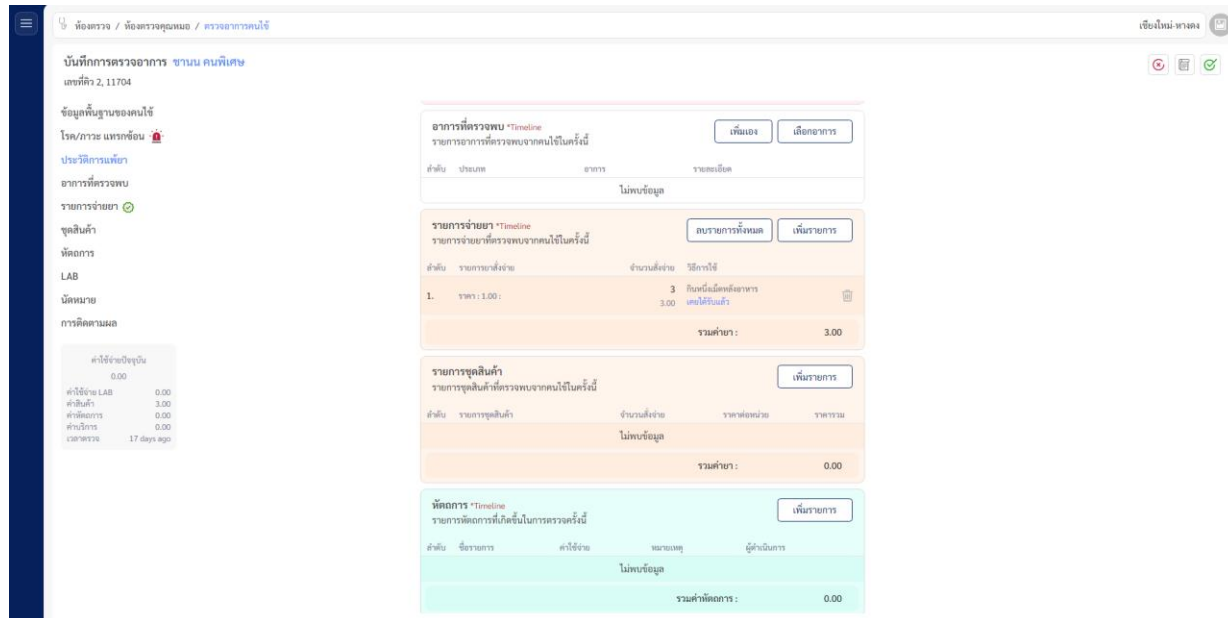 ห้องตรวจ / ห้องตรวจคุณหมอ / ตรวจอาการคนไข้
เชียงใหม่-หางดง
บันทึกการตรวจอาการ ชานน คนพิเศษ
เลขที่คิว 2, 11704
ข้อมูลพื้นฐานของคนไข้
โรค/ภาวะ แทรกซ้อน
ประวัติการแพ้ยา
อาการที่ตรวจพบ
รายการจ่ายยา
ชุดสินค้า
หัตถการ
LAB
นัดหมาย
การติดตามผล
ค่าใช้จ่ายปัจจุบัน
0.00
ค่าใช้จ่าย LAB 0.00
ค่าสินค้า 3.00
ค่าหัตถการ 0.00
ค่าบริการ 0.00
เวลาตรวจ 17 days ago
อาการที่ตรวจพบ *Timeline
รายการอาการที่ตรวจพบจากคนไข้ในครั้งนี้
เพิ่มเอง เลือกอาการ
ลำดับ ประเภท อาการ รายละเอียด
ไม่พบข้อมูล
รายการจ่ายยา *Timeline
รายการจ่ายยาที่ตรวจพบจากคนไข้ในครั้งนี้
ลบรายการทั้งหมด เพิ่มรายการ
ลำดับ รายการยาสั่งจ่าย จำนวนสั่งจ่าย วิธีการใช้
1. ราคา : 1.00 : 3 กินหนึ่งเม็ดหลังอาหาร
3.00 เคยได้รับแล้ว
รวมค่ายา : 3.00
รายการชุดสินค้า
รายการชุดสินค้าที่ตรวจพบจากคนไข้ในครั้งนี้
เพิ่มรายการ
ลำดับ รายการชุดสินค้า จำนวนสั่งจ่าย ราคาต่อหน่วย ราคารวม
ไม่พบข้อมูล
รวมค่ายา : 0.00
หัตถการ *Timeline
รายการหัตถการที่เกิดขึ้นในการตรวจครั้งนี้
เพิ่มรายการ
ลำดับ ชื่อรายการ ค่าใช้จ่าย หมายเหตุ ผู้ดำเนินการ
ไม่พบข้อมูล
รวมค่าหัตถการ : 0.00